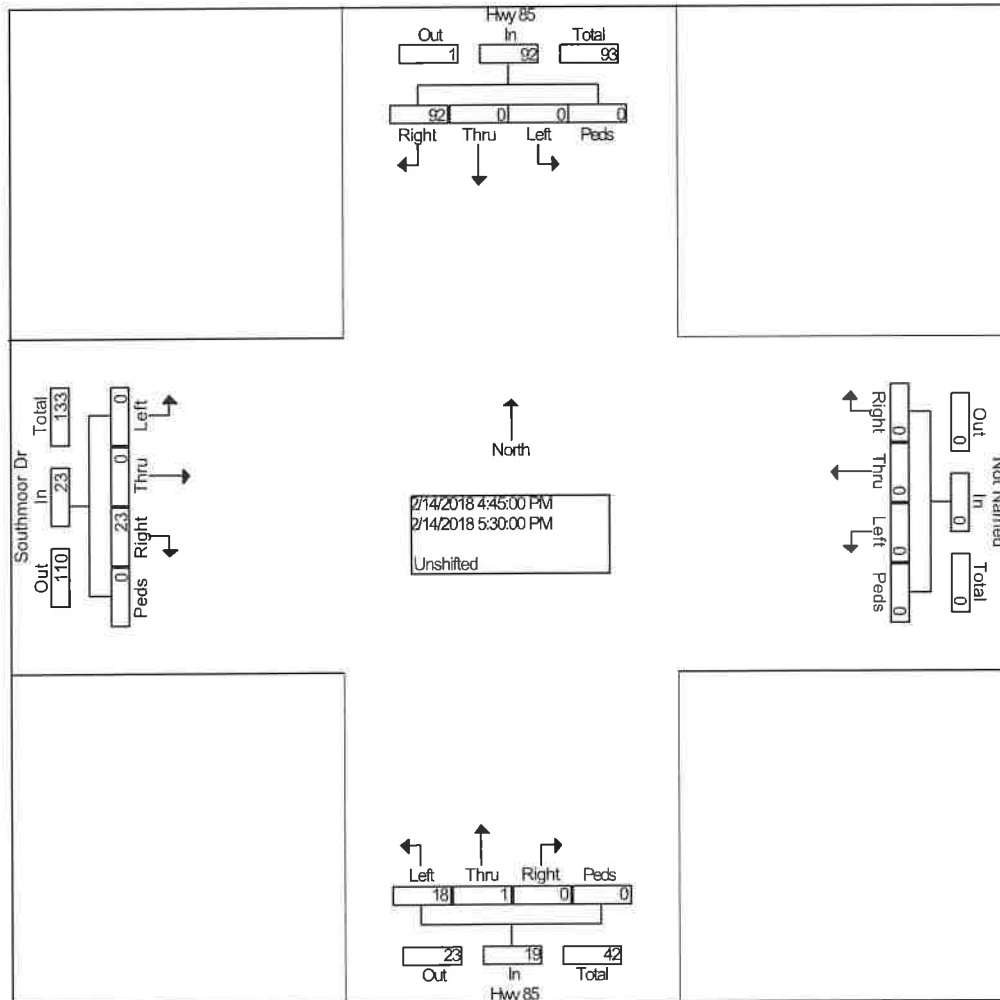 Hwy 85
Out In Total
1 92 93
92 0 0 0
Right Thru Left Peds
Southmoor Dr
Out In Total
110 23 133
Left Thru Right Peds
0 0 23 0
North
2/14/2018 4:45:00 PM
2/14/2018 5:30:00 PM
Unshifted
Right Thru Left Peds
0 0 0 0
Out In Total
0 0 0
Not Named
Left Thru Right Peds
18 1 0 0
23 19 42
Out In Total
Hwy 85